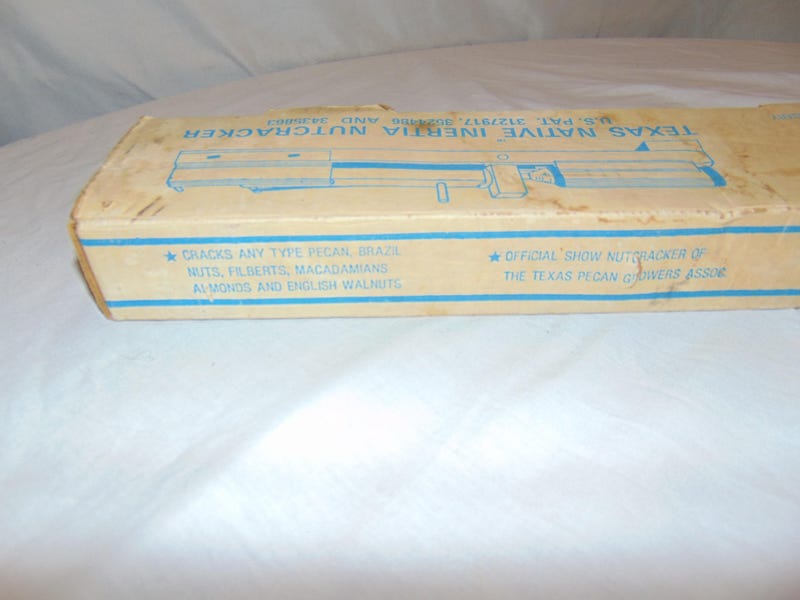 TEXAS NATIVE INERTIA NUTCRACKER
TM
U.S. PAT. 3127917, 3524486 AND 3435863
★ CRACKS ANY TYPE PECAN, BRAZIL
NUTS, FILBERTS, MACADAMIANS
ALMONDS AND ENGLISH WALNUTS
★ OFFICIAL SHOW NUTCRACKER OF
THE TEXAS PECAN GROWERS ASSOC.